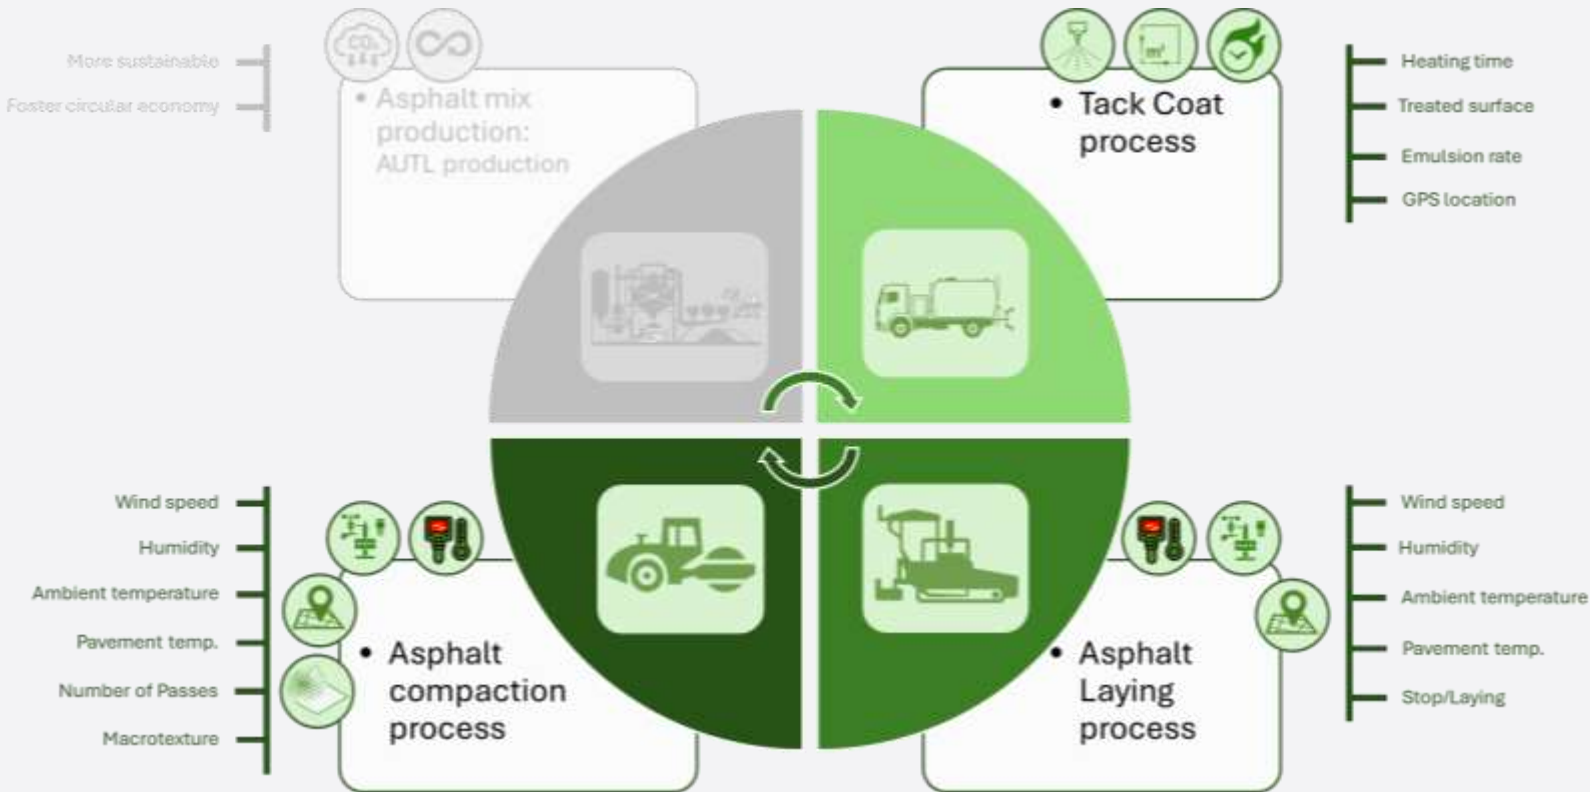 More sustainable
Foster circular economy
CO₂
• Asphalt mix
production:
AUTL production
m²
• Tack Coat
process
Heating time
Treated surface
Emulsion rate
GPS location
Wind speed
Humidity
Ambient temperature
Pavement temp.
Number of Passes
Macrotexture
• Asphalt
compaction
process
• Asphalt
Laying
process
Wind speed
Humidity
Ambient temperature
Pavement temp.
Stop/Laying